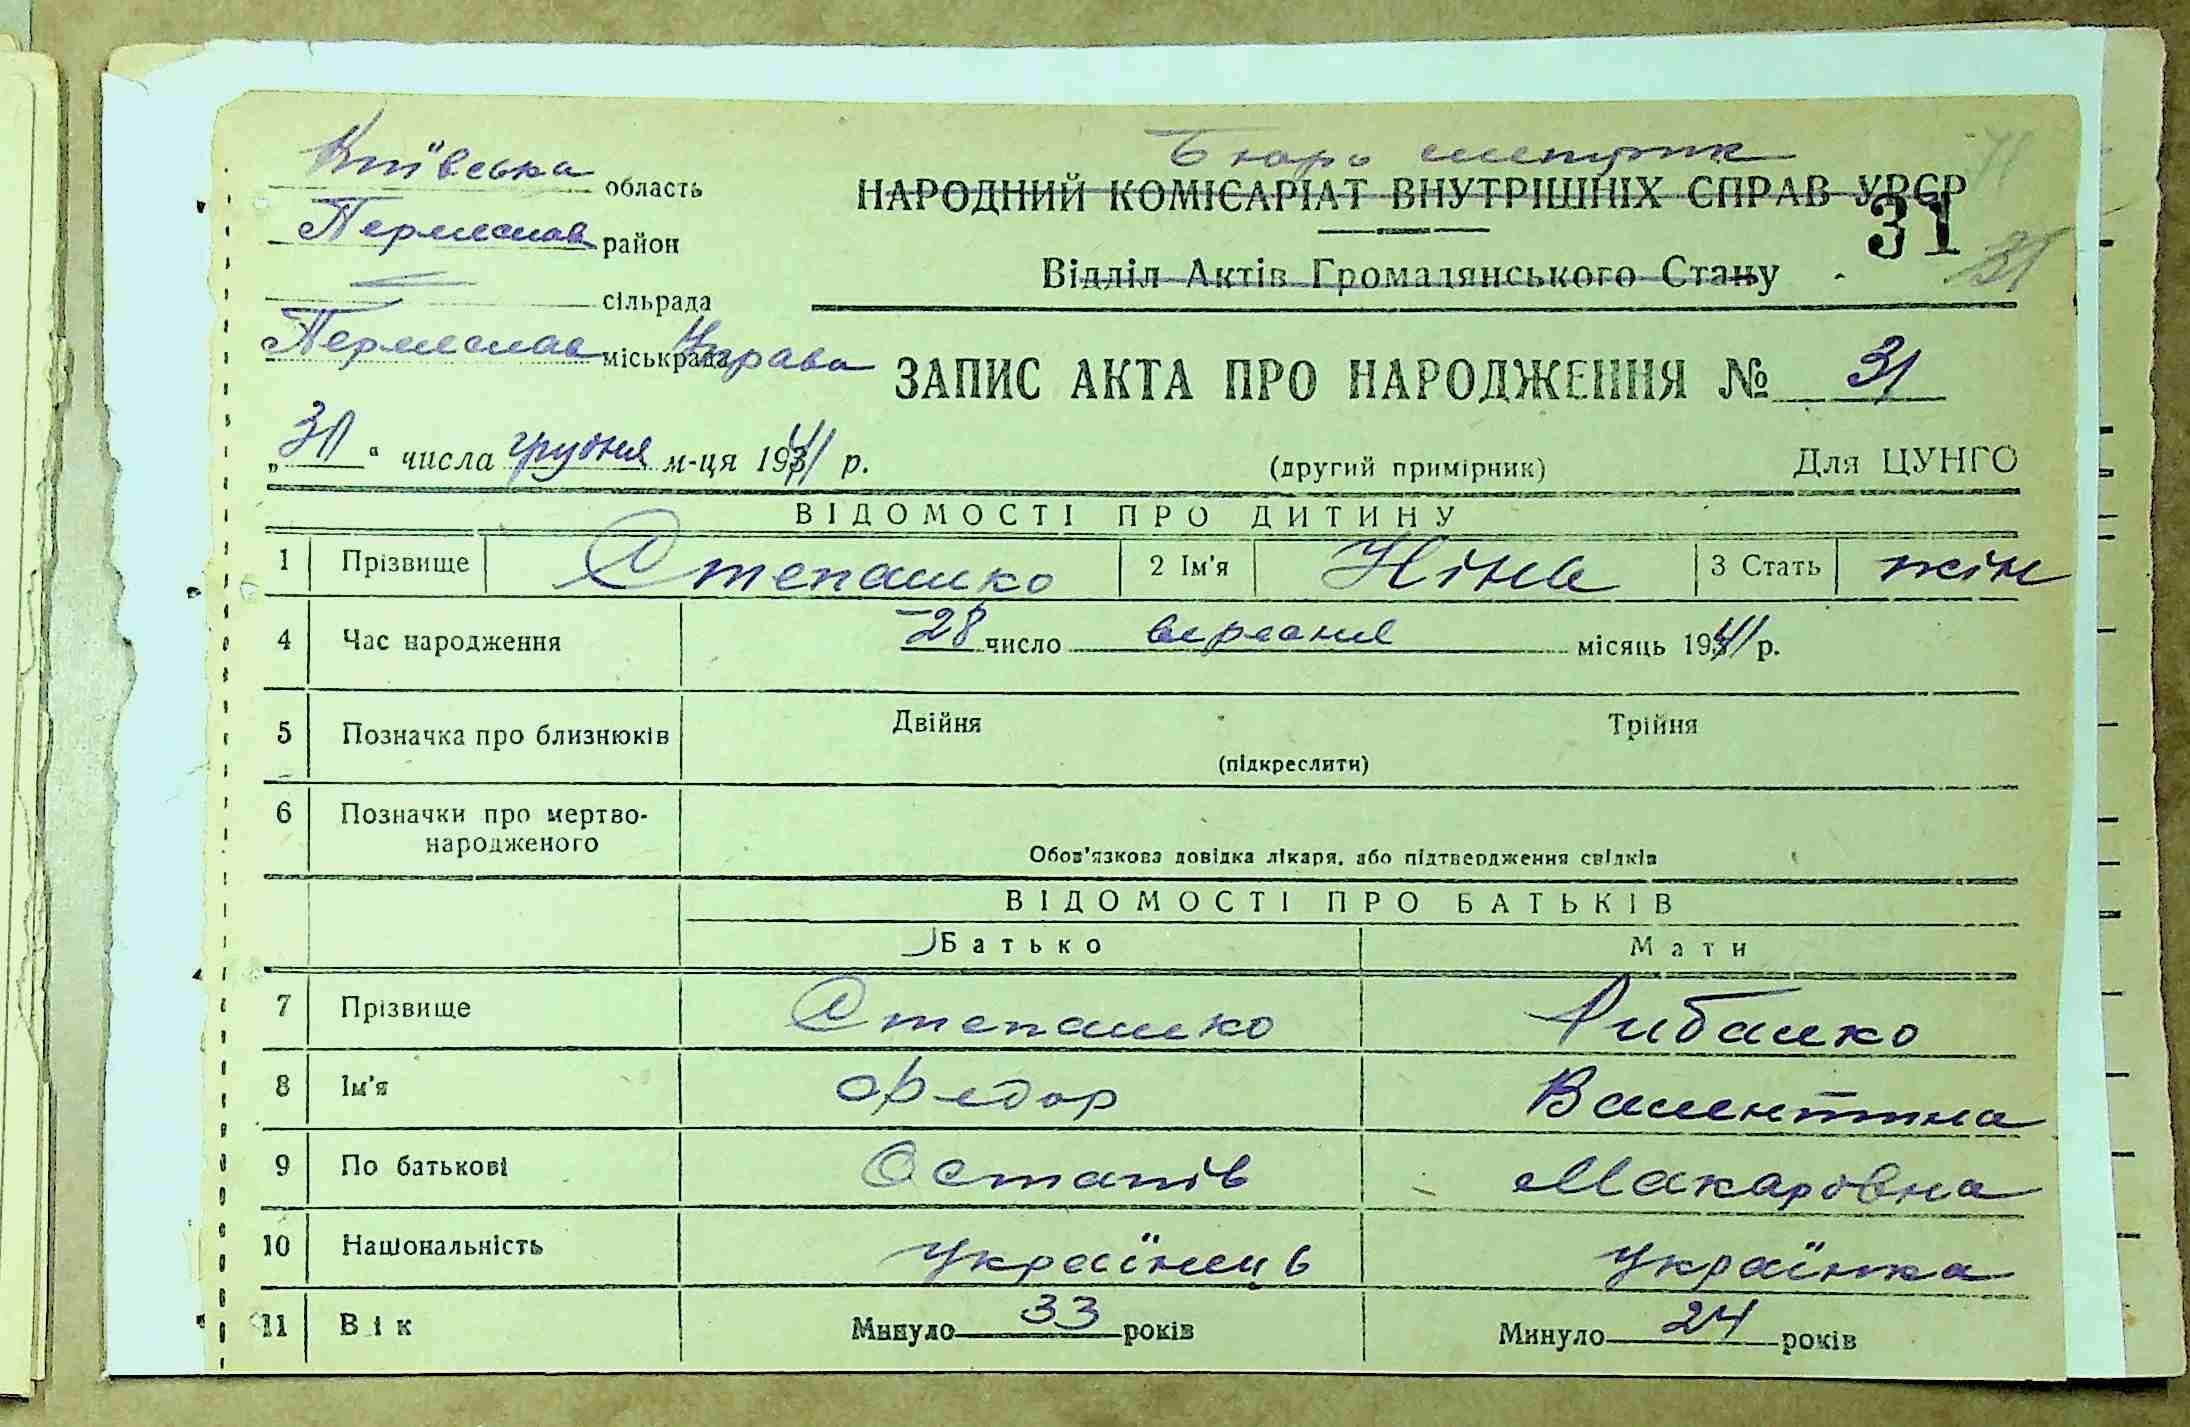 Київська область
Бюро метрик
НАРОДНИЙ КОМІСАРІАТ ВНУТРІШНІХ СПРАВ УРСР
31
Переяслав район
Відділ Актів Громадянського Стану
31
сільрада
Переяслав міськрада Управа
ЗАПИС АКТА ПРО НАРОДЖЕННЯ № 31
„30“ числа грудня м-ця 1941 р.
(другий примірник)
Для ЦУНГО
ВІДОМОСТІ ПРО ДИТИНУ
1 Прізвище Степашко 2 Ім'я Ніна 3 Стать жін
4 Час народження 28 число вересня місяць 1941 р.
5 Позначка про близнюків Двійня Трійня
(підкреслити)
6 Позначки про мертво-
народженого
Обов'язкова довідка лікаря, або підтвердження свідків
ВІДОМОСТІ ПРО БАТЬКІВ
Батько Мати
7 Прізвище Степашко Рибалко
8 Ім'я Федор Валентина
9 По батькові Остапів Макаровна
10 Національність Українець Українка
11 Вік Минуло 33 років Минуло 24 років